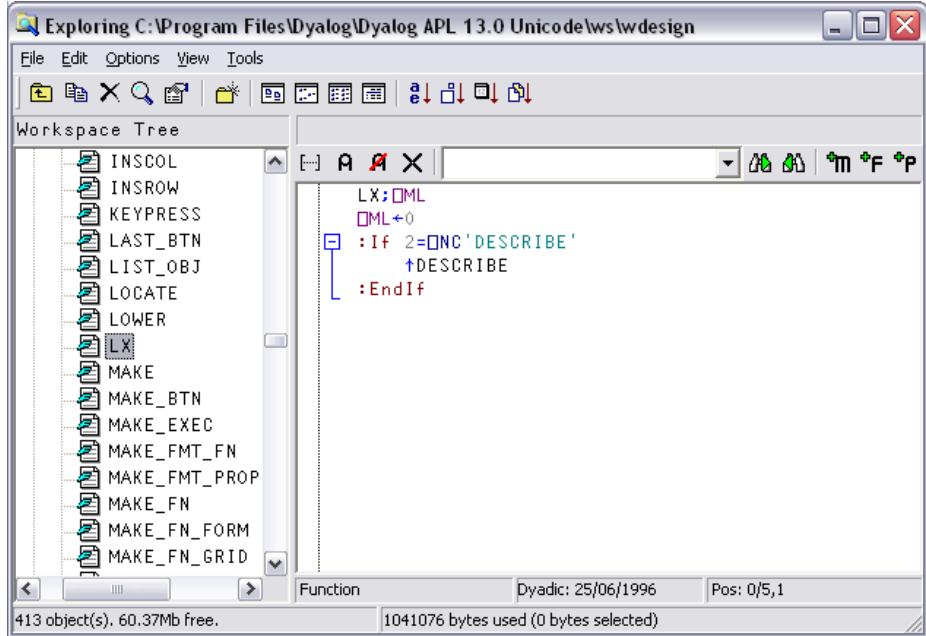 Exploring C:\Program Files\Dyalog\Dyalog APL 13.0 Unicode\ws\wdesign
File Edit Options View Tools
Workspace Tree
INSCOL
INSROW
KEYPRESS
LAST_BTN
LIST_OBJ
LOCATE
LOWER
LX
MAKE
MAKE_BTN
MAKE_EXEC
MAKE_FMT_FN
MAKE_FMT_PROP
MAKE_FN
MAKE_FN_FORM
MAKE_FN_GRID
LX;⎕ML
⎕ML←0
:If 2=⎕NC'DESCRIBE'
↑DESCRIBE
:EndIf
Function Dyadic: 25/06/1996 Pos: 0/5,1
413 object(s). 60.37Mb free. 1041076 bytes used (0 bytes selected)